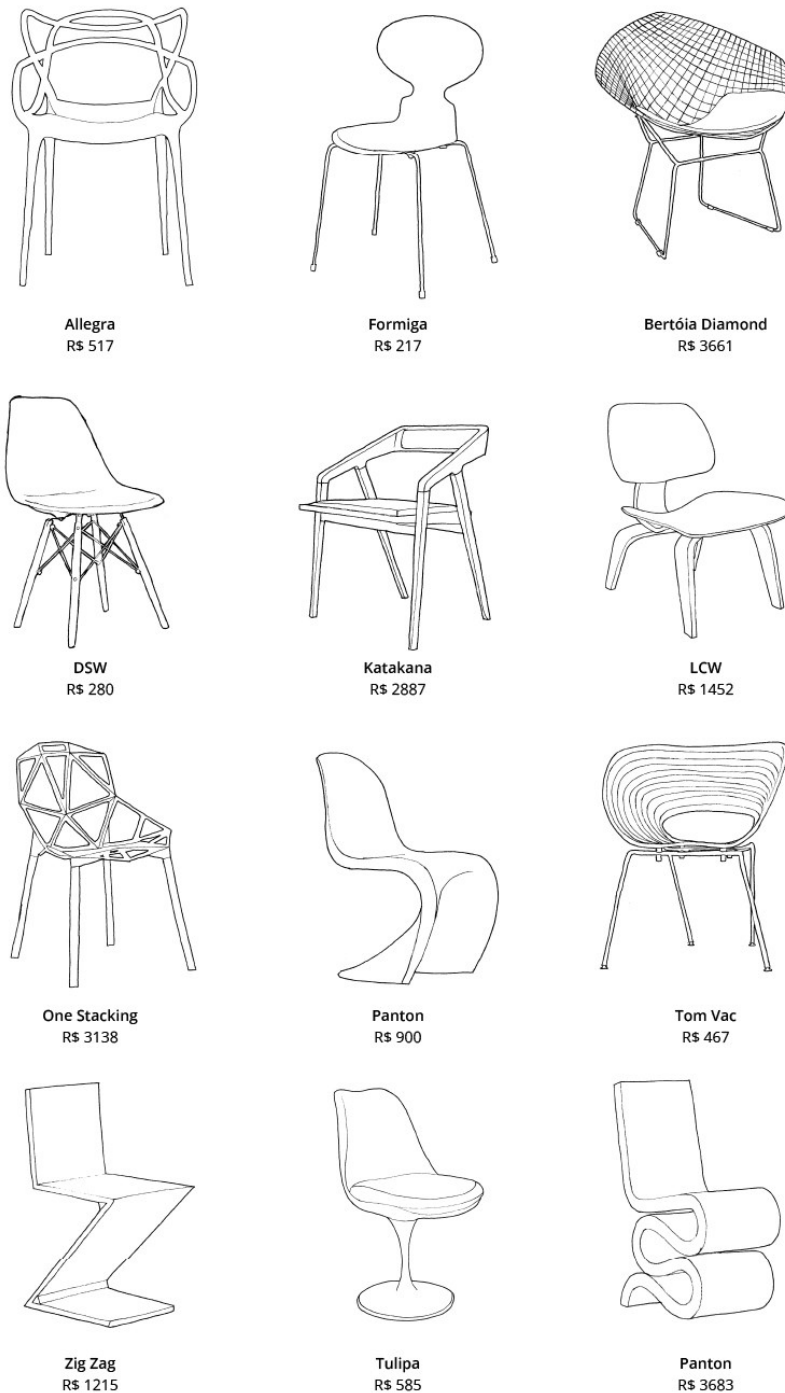 Allegra
R$ 517
Formiga
R$ 217
Bertóia Diamond
R$ 3661
DSW
R$ 280
Katakana
R$ 2887
LCW
R$ 1452
One Stacking
R$ 3138
Panton
R$ 900
Tom Vac
R$ 467
Zig Zag
R$ 1215
Tulipa
R$ 585
Panton
R$ 3683